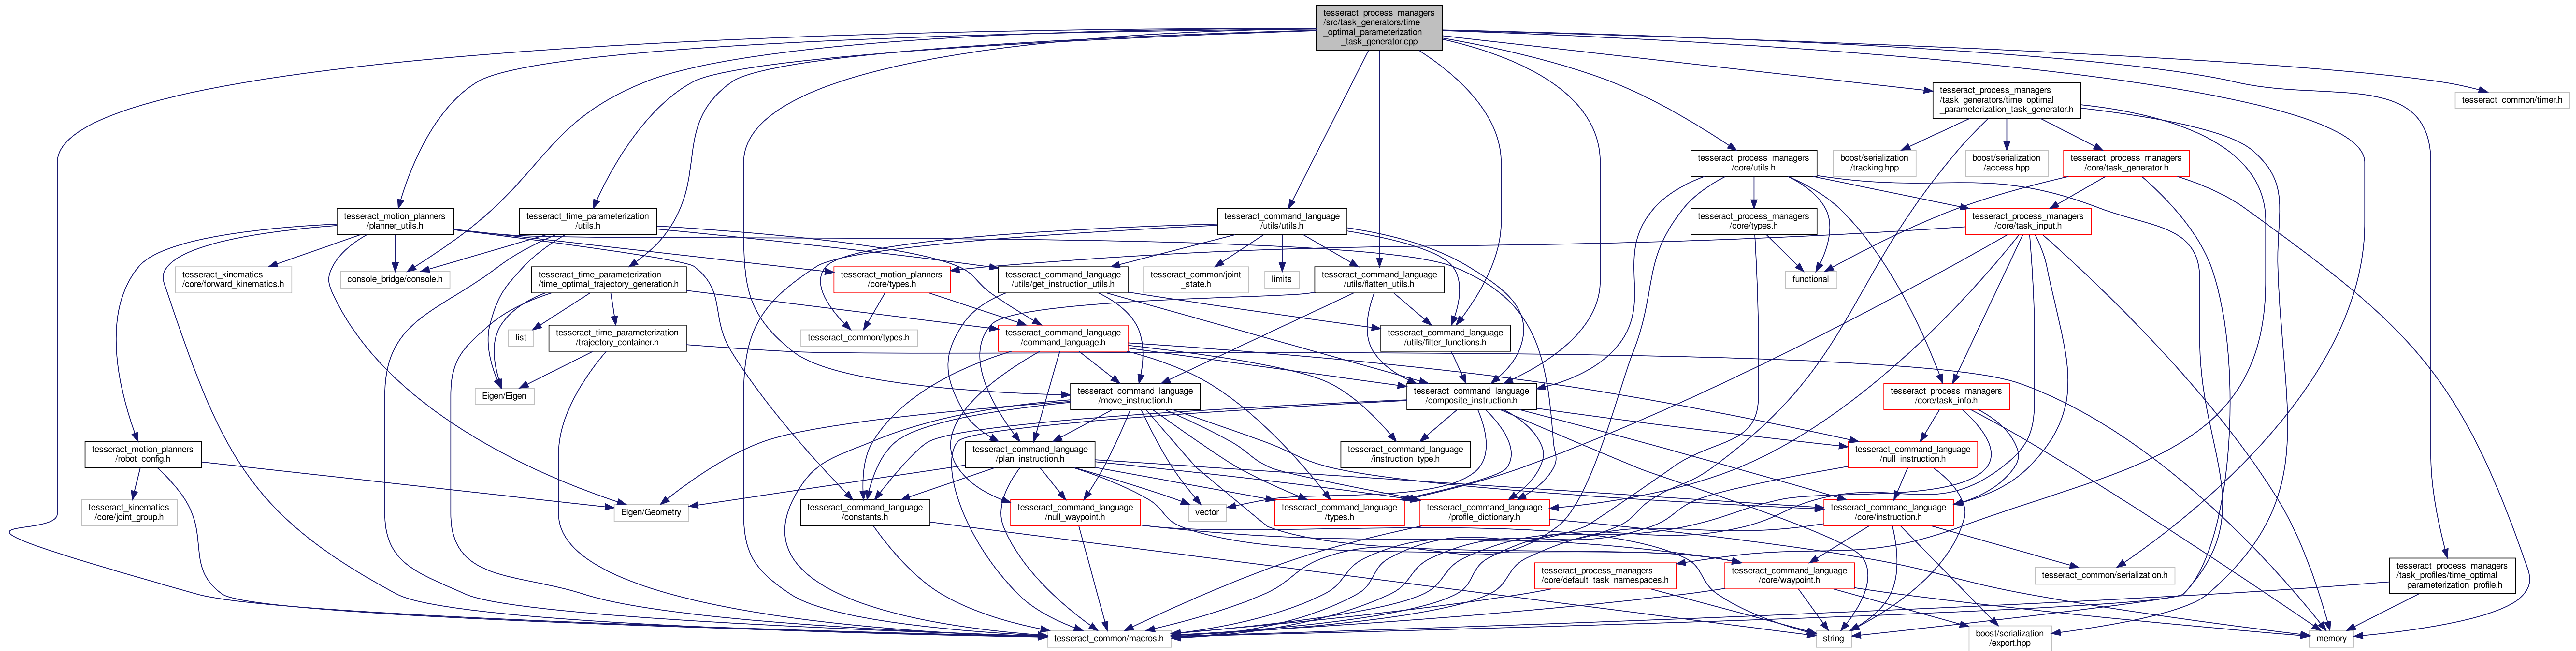 tesseract_process_managers
/src/task_generators/time
_optimal_parameterization
_task_generator.cpp
tesseract_process_managers
/task_generators/time_optimal
_parameterization_task_generator.h
tesseract_common/timer.h
tesseract_process_managers
/core/utils.h
boost/serialization
/tracking.hpp
boost/serialization
/access.hpp
tesseract_process_managers
/core/task_generator.h
tesseract_motion_planners
/planner_utils.h
tesseract_time_parameterization
/utils.h
tesseract_command_language
/utils/utils.h
tesseract_process_managers
/core/types.h
tesseract_process_managers
/core/task_input.h
tesseract_kinematics
/core/forward_kinematics.h
console_bridge/console.h
tesseract_time_parameterization
/time_optimal_trajectory_generation.h
tesseract_motion_planners
/core/types.h
tesseract_command_language
/utils/get_instruction_utils.h
tesseract_common/joint
_state.h
limits
tesseract_command_language
/utils/flatten_utils.h
functional
list
tesseract_time_parameterization
/trajectory_container.h
tesseract_common/types.h
tesseract_command_language
/command_language.h
tesseract_command_language
/utils/filter_functions.h
Eigen/Eigen
tesseract_command_language
/move_instruction.h
tesseract_command_language
/composite_instruction.h
tesseract_process_managers
/core/task_info.h
tesseract_motion_planners
/robot_config.h
tesseract_command_language
/plan_instruction.h
tesseract_command_language
/instruction_type.h
tesseract_command_language
/null_instruction.h
tesseract_kinematics
/core/joint_group.h
Eigen/Geometry
tesseract_command_language
/constants.h
tesseract_command_language
/null_waypoint.h
vector
tesseract_command_language
/types.h
tesseract_command_language
/profile_dictionary.h
tesseract_command_language
/core/instruction.h
tesseract_process_managers
/core/default_task_namespaces.h
tesseract_command_language
/core/waypoint.h
tesseract_common/serialization.h
tesseract_process_managers
/task_profiles/time_optimal
_parameterization_profile.h
tesseract_common/macros.h
string
boost/serialization
/export.hpp
memory